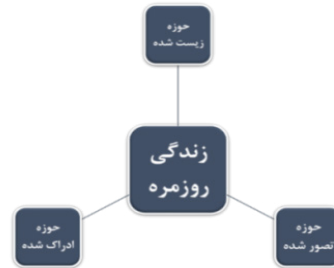 حوزه
زیست شده
زندگی
روزمره
حوزه
تصور شده
حوزه
ادراک شده